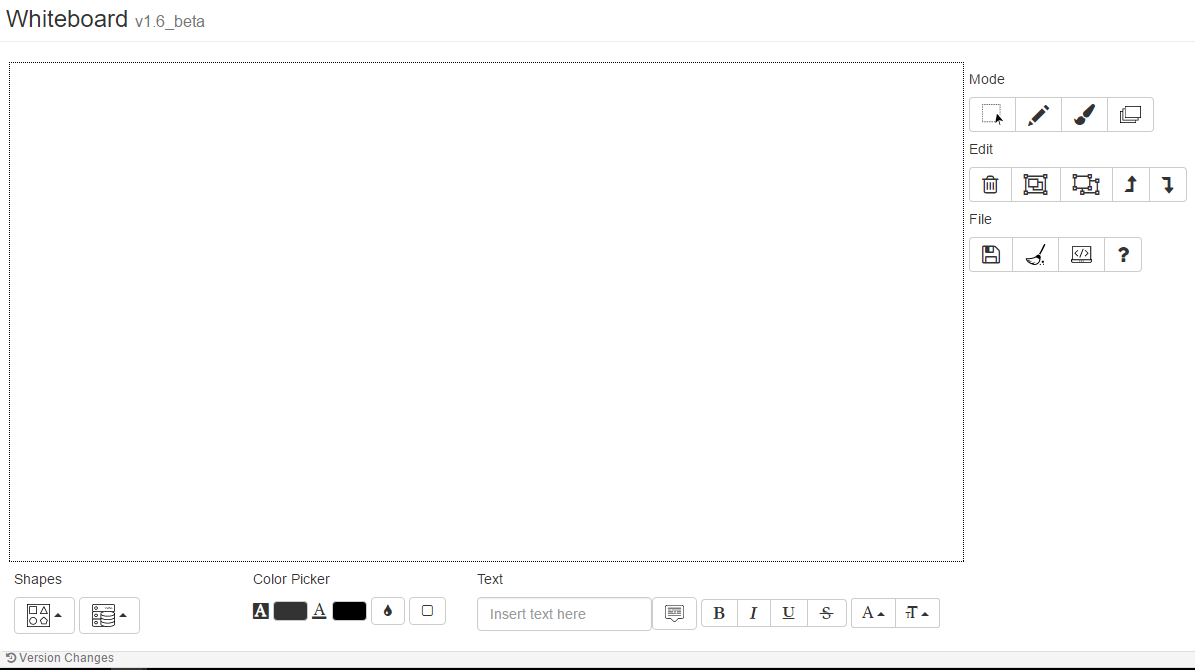 Whiteboard v1.6_beta
Mode
Edit
File
?
Shapes
Color Picker
Text
A
A
Insert text here
B
I
U
S
A
T
Version Changes